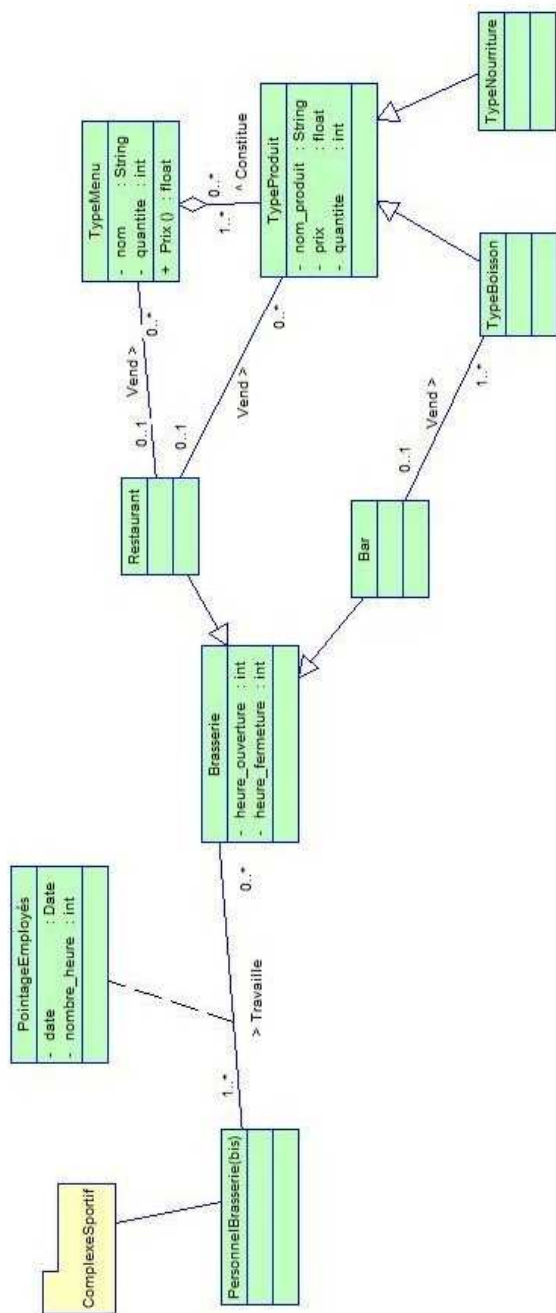 ComplexeSportif
PersonnelBrasserie(bis)
PointageEmployés
- date : Date
- nombre_heure : int
1..*
> Travaille
0..*
Brasserie
- heure_ouverture : int
- heure_fermeture : int
Restaurant
0..1
Vend >
0..*
TypeMenu
- nom : String
- quantite : int
+ Prix () : float
0..*
1..*
^ Constitue
0..1
Vend >
0..*
TypeProduit
- nom_produit : String
- prix : float
- quantite : int
Bar
0..1
Vend >
1..*
TypeBoisson
TypeNourriture